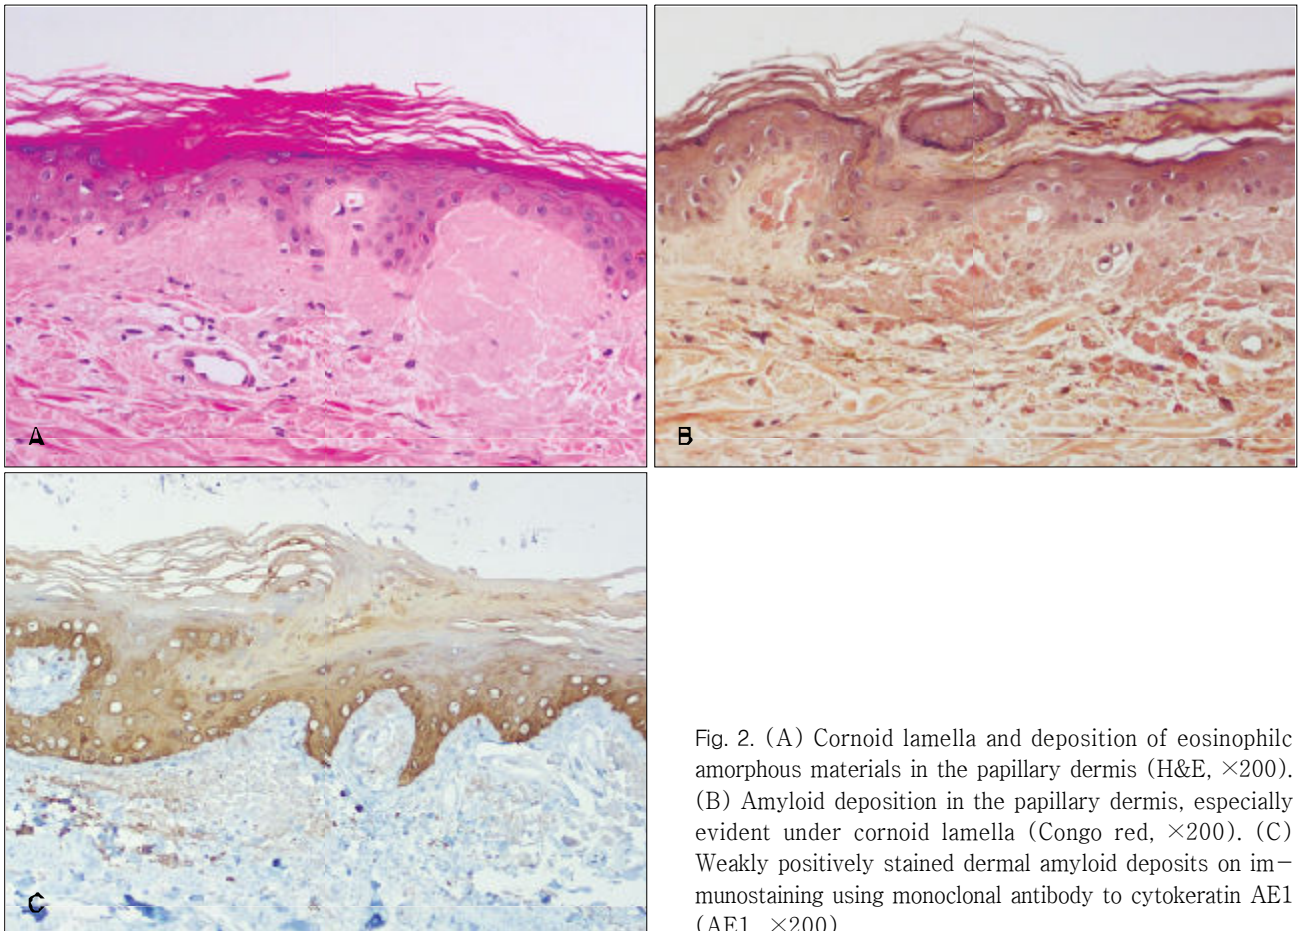 A
B
C
Fig. 2. (A) Cornoid lamella and deposition of eosinophilc
amorphous materials in the papillary dermis (H&E, ×200).
(B) Amyloid deposition in the papillary dermis, especially
evident under cornoid lamella (Congo red, ×200). (C)
Weakly positively stained dermal amyloid deposits on im-
munostaining using monoclonal antibody to cytokeratin AE1
(AE1, ×200)